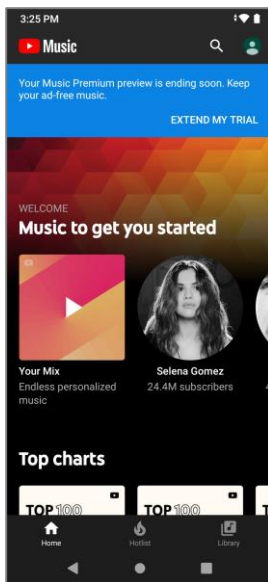 3:25 PM
Music
Your Music Premium preview is ending soon. Keep
your ad-free music.
EXTEND MY TRIAL
WELCOME
Music to get you started
Your Mix
Endless personalized
music
Selena Gomez
24.4M subscribers
Top charts
TOP 100
TOP 100
Home
Hotlist
Library